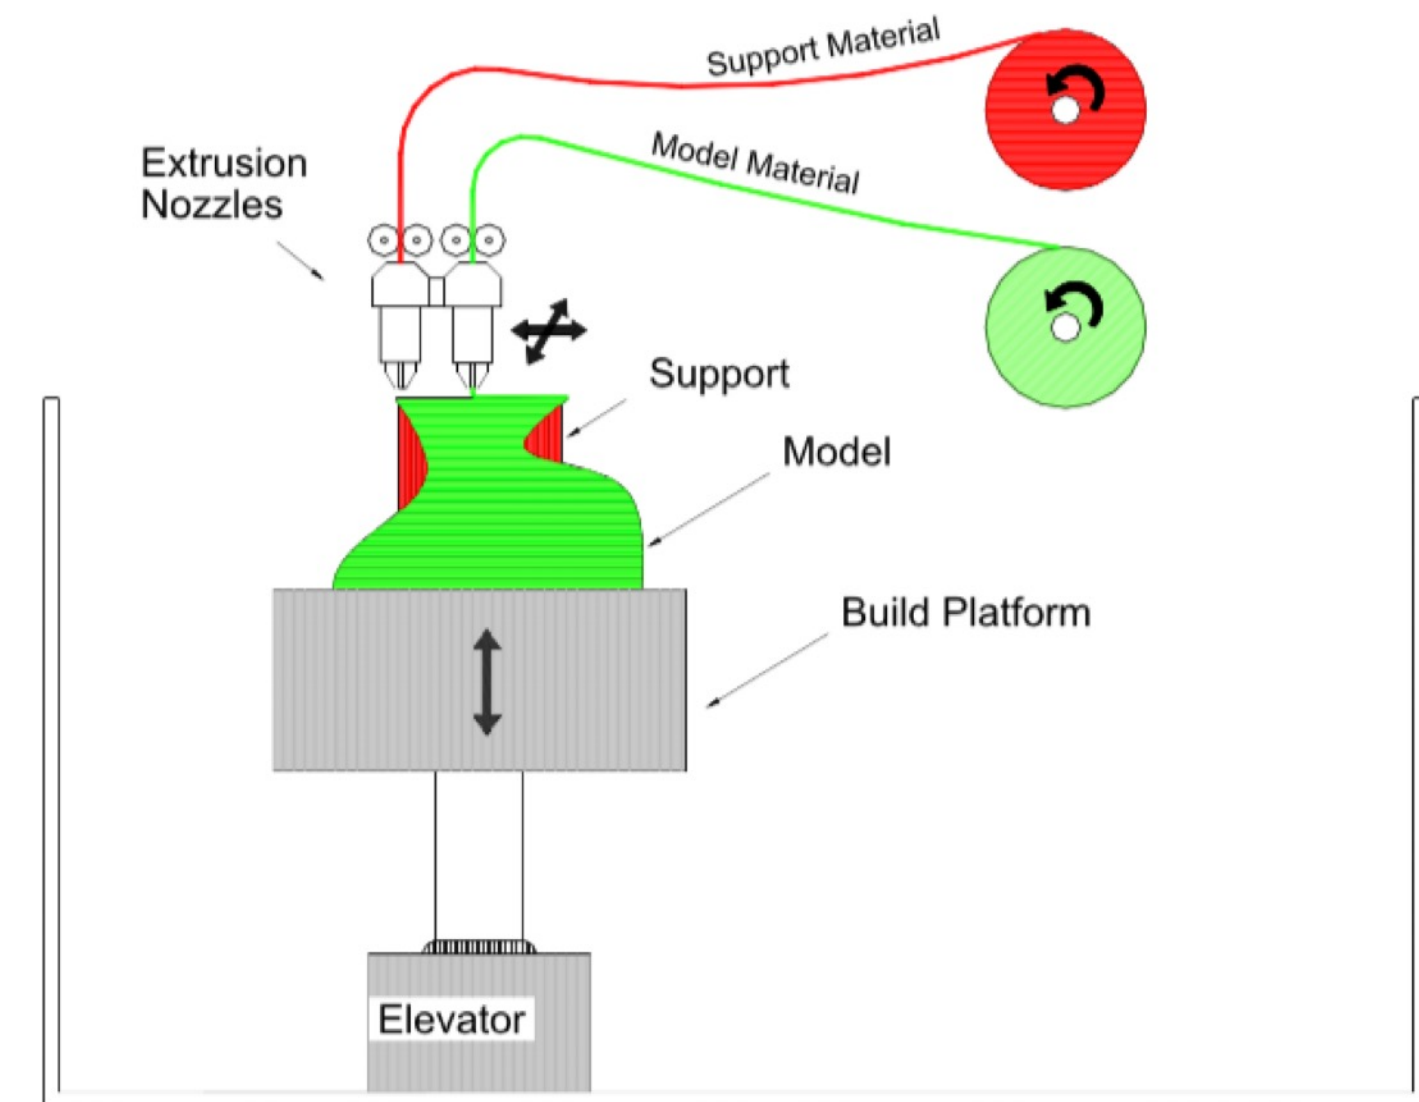 Support Material
Model Material
Extrusion
Nozzles
Support
Model
Build Platform
Elevator